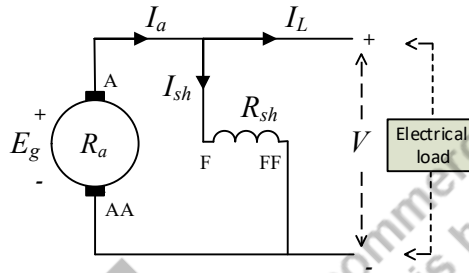 I_a
I_L
+
A
I_sh
R_sh
+
E_g
R_a
-
F
FF
V
Electrical
load
AA
-